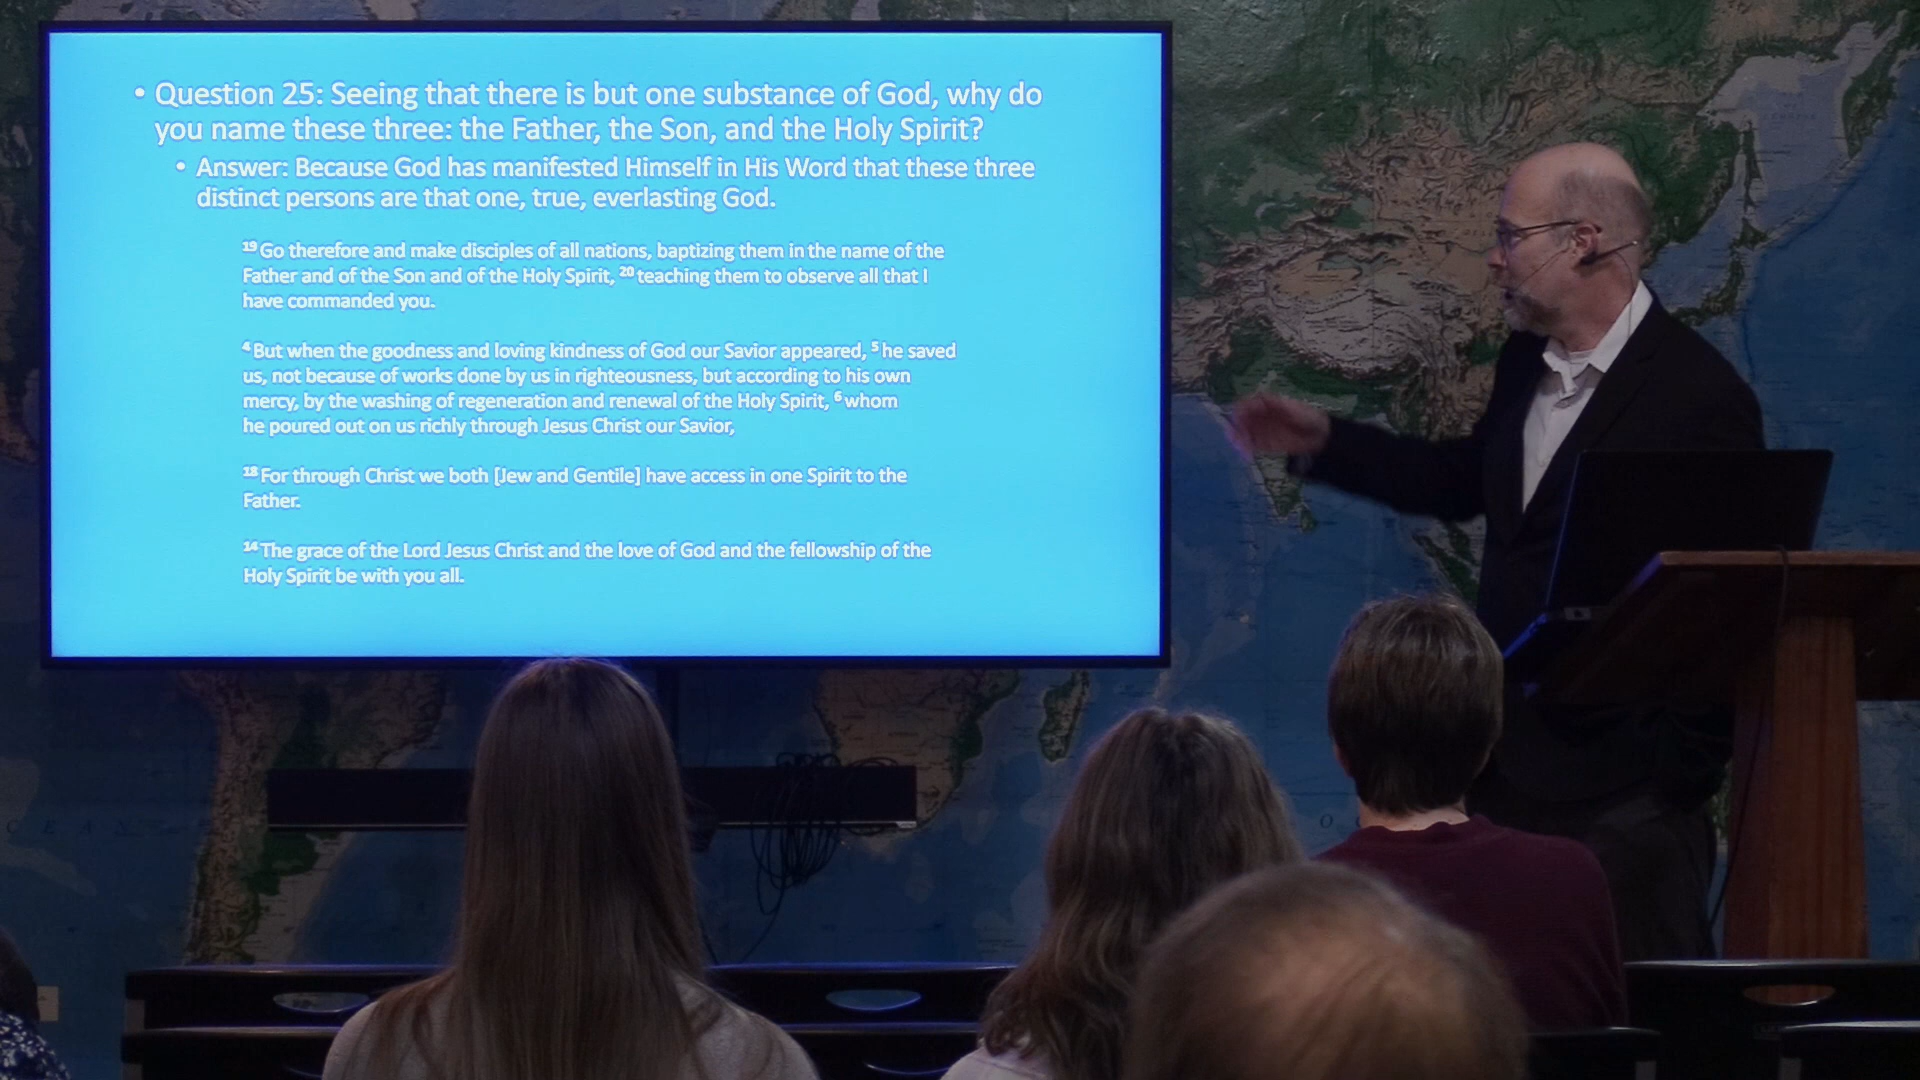 • Question 25: Seeing that there is but one substance of God, why do
you name these three: the Father, the Son, and the Holy Spirit?
• Answer: Because God has manifested Himself in His Word that these three
distinct persons are that one, true, everlasting God.
19 Go therefore and make disciples of all nations, baptizing them in the name of the
Father and of the Son and of the Holy Spirit, 20 teaching them to observe all that I
have commanded you.
4 But when the goodness and loving kindness of God our Savior appeared, 5 he saved
us, not because of works done by us in righteousness, but according to his own
mercy, by the washing of regeneration and renewal of the Holy Spirit, 6 whom
he poured out on us richly through Jesus Christ our Savior,
18 For through Christ we both [Jew and Gentile] have access in one Spirit to the
Father.
14 The grace of the Lord Jesus Christ and the love of God and the fellowship of the
Holy Spirit be with you all.